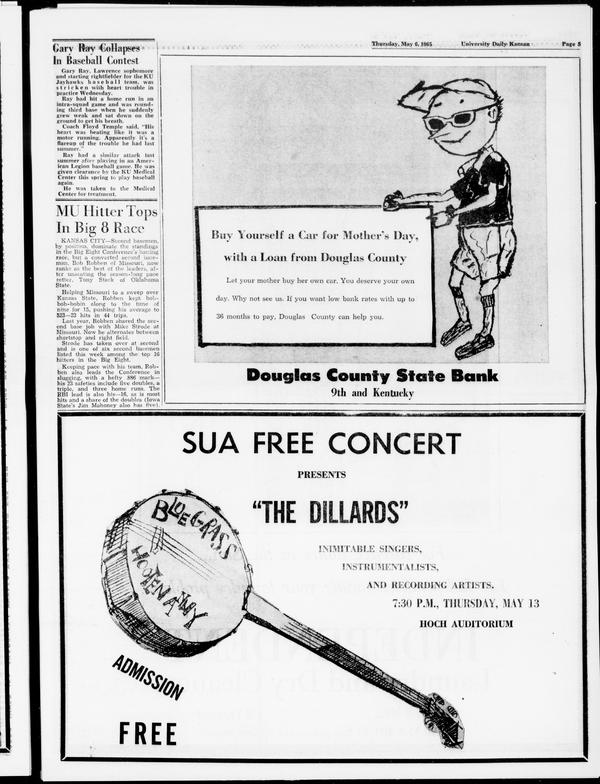 Thursday, May 6, 1965 University Daily Kansan Page 5
Gary Ray Collapses
In Baseball Contest
Gary Ray, Lawrence sophomore
and starting rightfielder for the KU
Jayhawks baseball team, was
stricken with heart trouble in
practice Wednesday.
Ray had hit a home run in an
intra-squad game and was round-
ing third base when he suddenly
grew weak and sat down on the
ground to get his breath.
Coach Floyd Temple said, "His
heart was beating like it was a
motor running. Apparently it's a
flareup of the trouble he had last
summer."
Ray had a similar attack last
summer after playing in an Amer-
ican Legion baseball game. He was
given clearance by the KU Medical
Center this spring to play baseball
again.
He was taken to the Medical
Center for treatment.
MU Hitter Tops
In Big 8 Race
KANSAS CITY—Second basemen,
by position, dominate the standings
in the Big Eight Conference's batting
race, but a converted second base-
man, Bob Robben of Missouri, now
ranks as the best of the leaders, af-
ter unseating the season-long pace
setter, Tony Stack of Oklahoma
State.
Helping Missouri to a sweep over
Kansas State, Robben kept bob-
bob-bobin along to the tune of
nine for 15, pushing his average to
.523—23 hits in 44 trips.
Last year, Robben shared the sec-
ond base job with Mike Strode at
Missouri. Now he alternates between
shortstop and right field.
Strode has taken over at second
and is one of six second basemen
listed this week among the top 16
hitters in the Big Eight.
Keeping pace with his team, Rob-
ben also leads the Conference in
slugging, with a hefty .886 mark—
his 23 safeties include five doubles, a
triple, and three home runs. The
RBI lead is also his—16, as is most
hits and a share of the doubles (Iowa
State's Jim Mahoney also has five).
Buy Yourself a Car for Mother's Day,
with a Loan from Douglas County
Let your mother buy her own car. You deserve your own
day. Why not see us. If you want low bank rates with up to
36 months to pay, Douglas County can help you.
Douglas County State Bank
9th and Kentucky
SUA FREE CONCERT
PRESENTS
"THE DILLARDS"
INIMITABLE SINGERS,
INSTRUMENTALISTS,
AND RECORDING ARTISTS.
7:30 P.M., THURSDAY, MAY 13
HOCH AUDITORIUM
BLUEGRASS
HOOTENANNY
ADMISSION
FREE